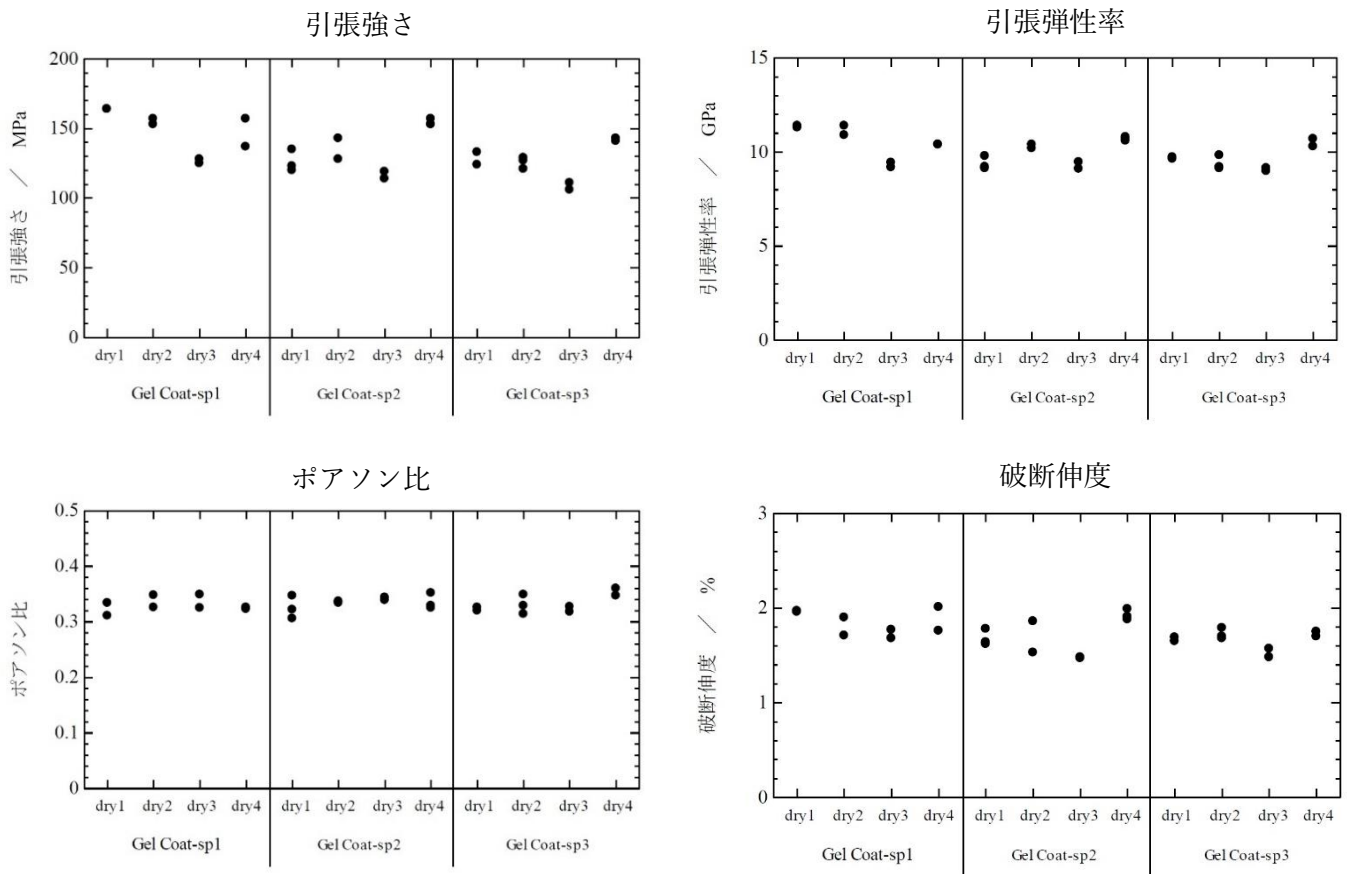 引張強さ
引張強さ / MPa
200
150
100
50
0
dry1 dry2 dry3 dry4 dry1 dry2 dry3 dry4 dry1 dry2 dry3 dry4
Gel Coat-sp1 Gel Coat-sp2 Gel Coat-sp3
引張弾性率
引張弾性率 / GPa
15
10
5
0
dry1 dry2 dry3 dry4 dry1 dry2 dry3 dry4 dry1 dry2 dry3 dry4
Gel Coat-sp1 Gel Coat-sp2 Gel Coat-sp3
ポアソン比
ポアソン比
0.5
0.4
0.3
0.2
0.1
0
dry1 dry2 dry3 dry4 dry1 dry2 dry3 dry4 dry1 dry2 dry3 dry4
Gel Coat-sp1 Gel Coat-sp2 Gel Coat-sp3
破断伸度
破断伸度 / %
3
2
1
0
dry1 dry2 dry3 dry4 dry1 dry2 dry3 dry4 dry1 dry2 dry3 dry4
Gel Coat-sp1 Gel Coat-sp2 Gel Coat-sp3